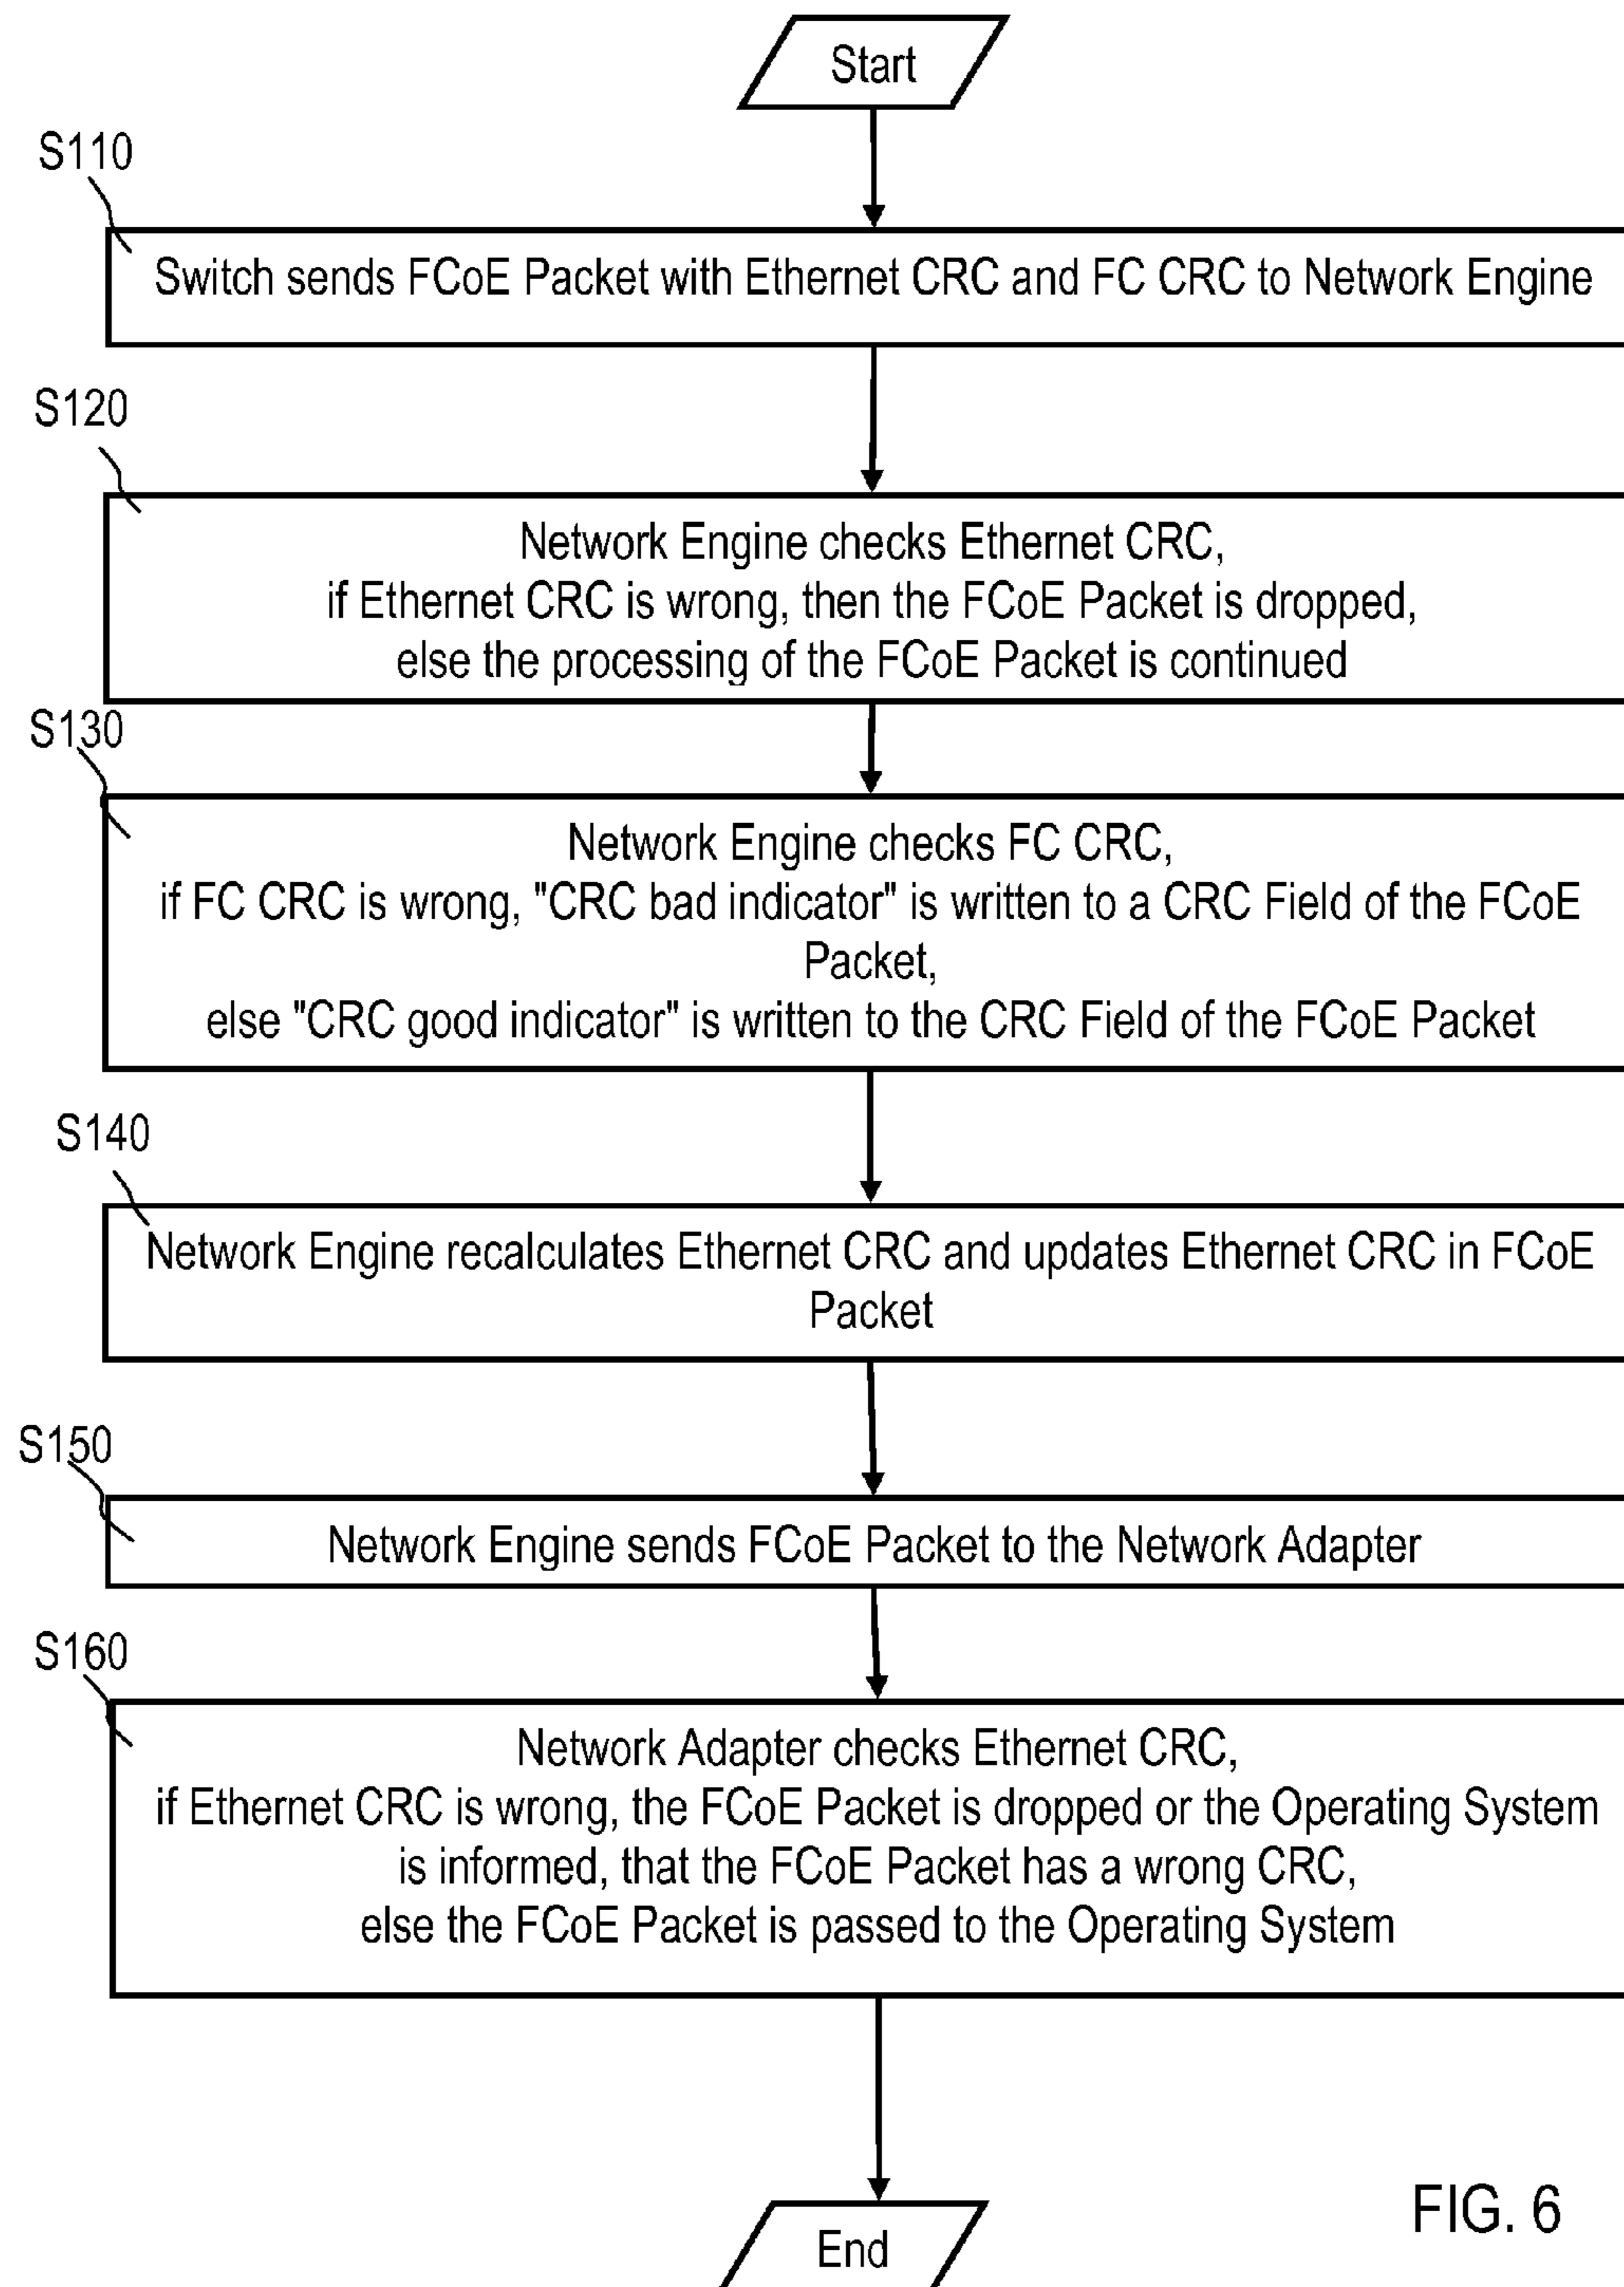 Start
S110
Switch sends FCoE Packet with Ethernet CRC and FC CRC to Network Engine
S120
Network Engine checks Ethernet CRC,
if Ethernet CRC is wrong, then the FCoE Packet is dropped,
else the processing of the FCoE Packet is continued
S130
Network Engine checks FC CRC,
if FC CRC is wrong, "CRC bad indicator" is written to a CRC Field of the FCoE
Packet,
else "CRC good indicator" is written to the CRC Field of the FCoE Packet
S140
Network Engine recalculates Ethernet CRC and updates Ethernet CRC in FCoE
Packet
S150
Network Engine sends FCoE Packet to the Network Adapter
S160
Network Adapter checks Ethernet CRC,
if Ethernet CRC is wrong, the FCoE Packet is dropped or the Operating System
is informed, that the FCoE Packet has a wrong CRC,
else the FCoE Packet is passed to the Operating System
End
FIG. 6